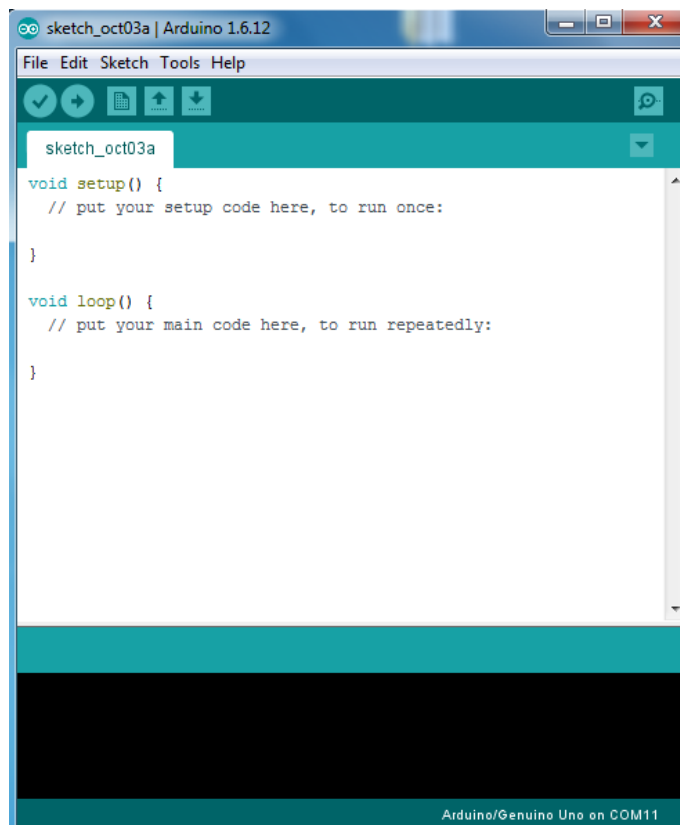 sketch_oct03a | Arduino 1.6.12
File Edit Sketch Tools Help
sketch_oct03a
void setup() {
  // put your setup code here, to run once:
}
void loop() {
  // put your main code here, to run repeatedly:
}
Arduino/Genuino Uno on COM11